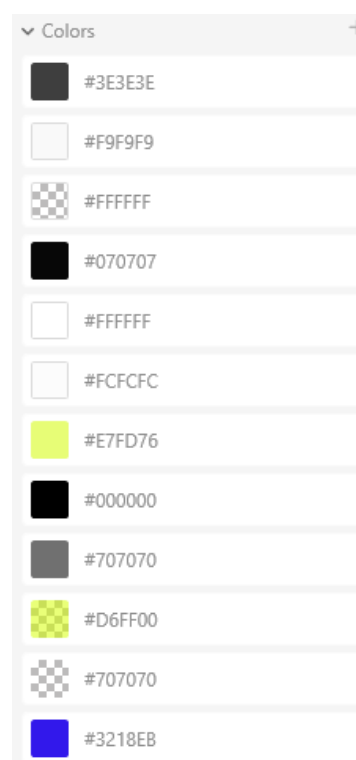 Colors
#3E3E3E
#F9F9F9
#FFFFFF
#070707
#FFFFFF
#FCFCFC
#E7FD76
#000000
#707070
#D6FF00
#707070
#3218EB